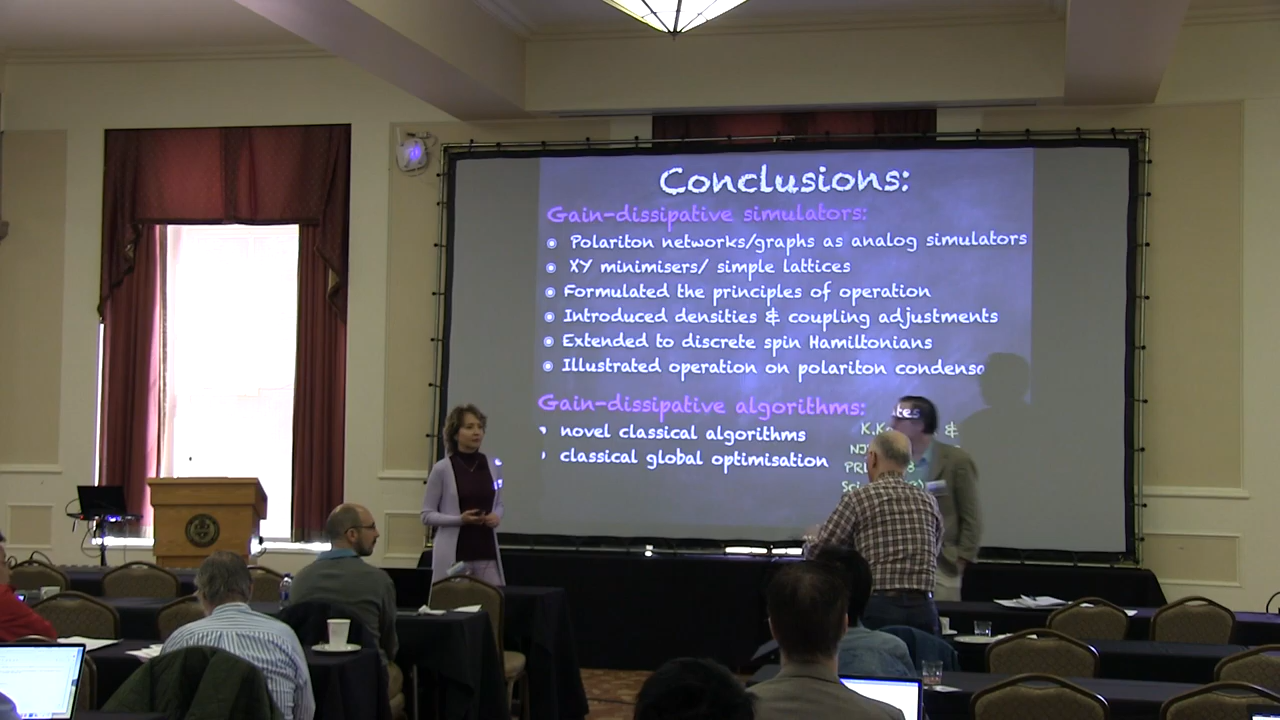 Conclusions:
Gain-dissipative simulators:
Polariton networks/graphs as analog simulators
XY minimisers/ simple lattices
Formulated the principles of operation
Introduced densities & coupling adjustments
Extended to discrete spin Hamiltonians
Illustrated operation on polariton condensa
tes
Gain-dissipative algorithms:
novel classical algorithms
classical global optimisation
&